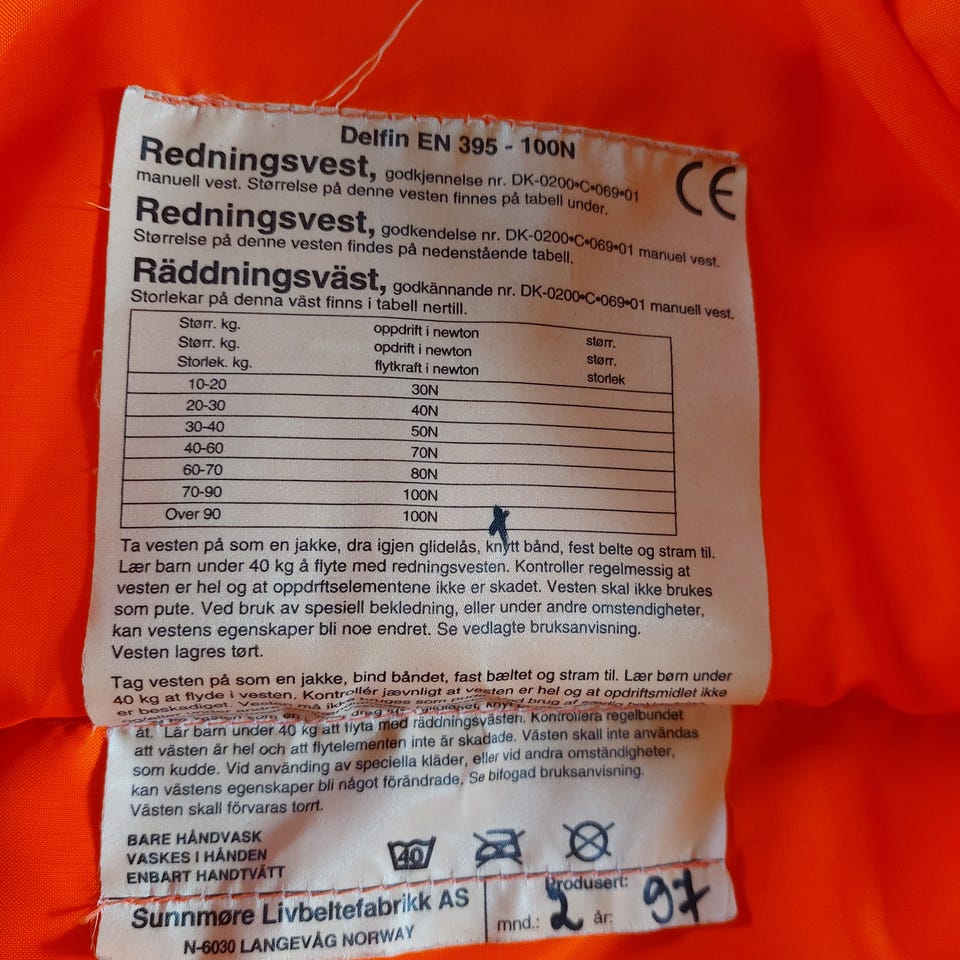 Delfin EN 395 - 100N
CE
Redningsvest, godkjennelse nr. DK-0200•C•069•01
manuell vest. Størrelse på denne vesten finnes på tabell under.
Redningsvest, godkendelse nr. DK-0200•C•069•01 manuel vest.
Størrelse på denne vesten findes på nedenstående tabell.
Räddningsväst, godkännande nr. DK-0200•C•069•01 manuell vest.
Storlekar på denna väst finns i tabell nertill.
Størr. kg. oppdrift i newton størr.
Størr. kg. opdrift i newton størr.
Storlek. kg. flytkraft i newton storlek
10-20 30N
20-30 40N
30-40 50N
40-60 70N
60-70 80N
70-90 100N
Over 90 100N x
Ta vesten på som en jakke, dra igjen glidelås, knytt bånd, fest belte og stram til.
Lær barn under 40 kg å flyte med redningsvesten. Kontroller regelmessig at
vesten er hel og at oppdrftselementene ikke er skadet. Vesten skal ikke brukes
som pute. Ved bruk av spesiell bekledning, eller under andre omstendigheter,
kan vestens egenskaper bli noe endret. Se vedlagte bruksanvisning.
Vesten lagres tørt.
Tag vesten på som en jakke, bind båndet, fast bæltet og stram til. Lær børn under
40 kg at flyde i vesten. Kontrollér jævnligt at vesten er hel og at opdriftsmidlet ikke
er beskadiget. Vesten må ikke bruges som
åt. Lär barn under 40 kg att flyta med räddningsvästen. Kontrollera regelbundet
att västen är hel och att flytelementen inte är skadade. Västen skall inte användas
som kudde. Vid använding av speciella kläder, eller vid andra omständigheter,
kan västens egenskaper bli något förändrade. Se bifogad bruksanvisning.
Västen skall förvaras torrt.
BARE HÅNDVASK
VASKES I HÅNDEN
ENBART HANDTVÄTT
40
Sunnmøre Livbeltefabrikk AS
N-6030 LANGEVÅG NORWAY
Produsert:
mnd.: 2 år: 97